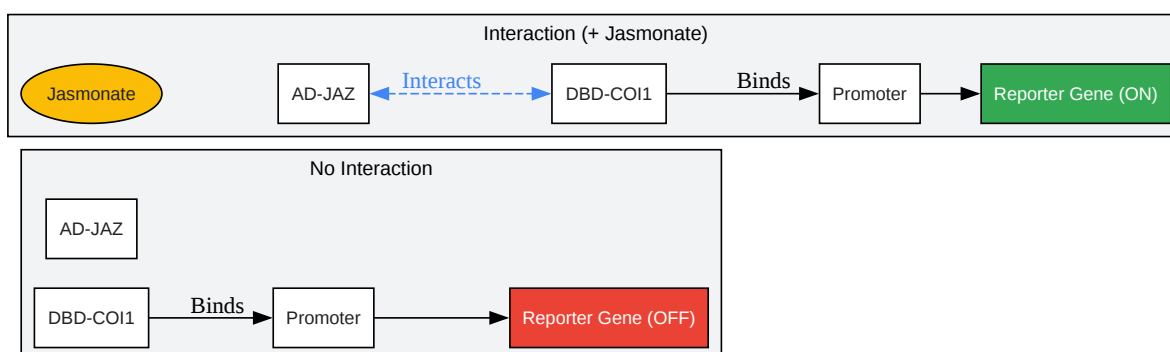 Interaction (+ Jasmonate)
Jasmonate
AD-JAZ
Interacts
DBD-COI1
Binds
Promoter
Reporter Gene (ON)
No Interaction
AD-JAZ
DBD-COI1
Binds
Promoter
Reporter Gene (OFF)